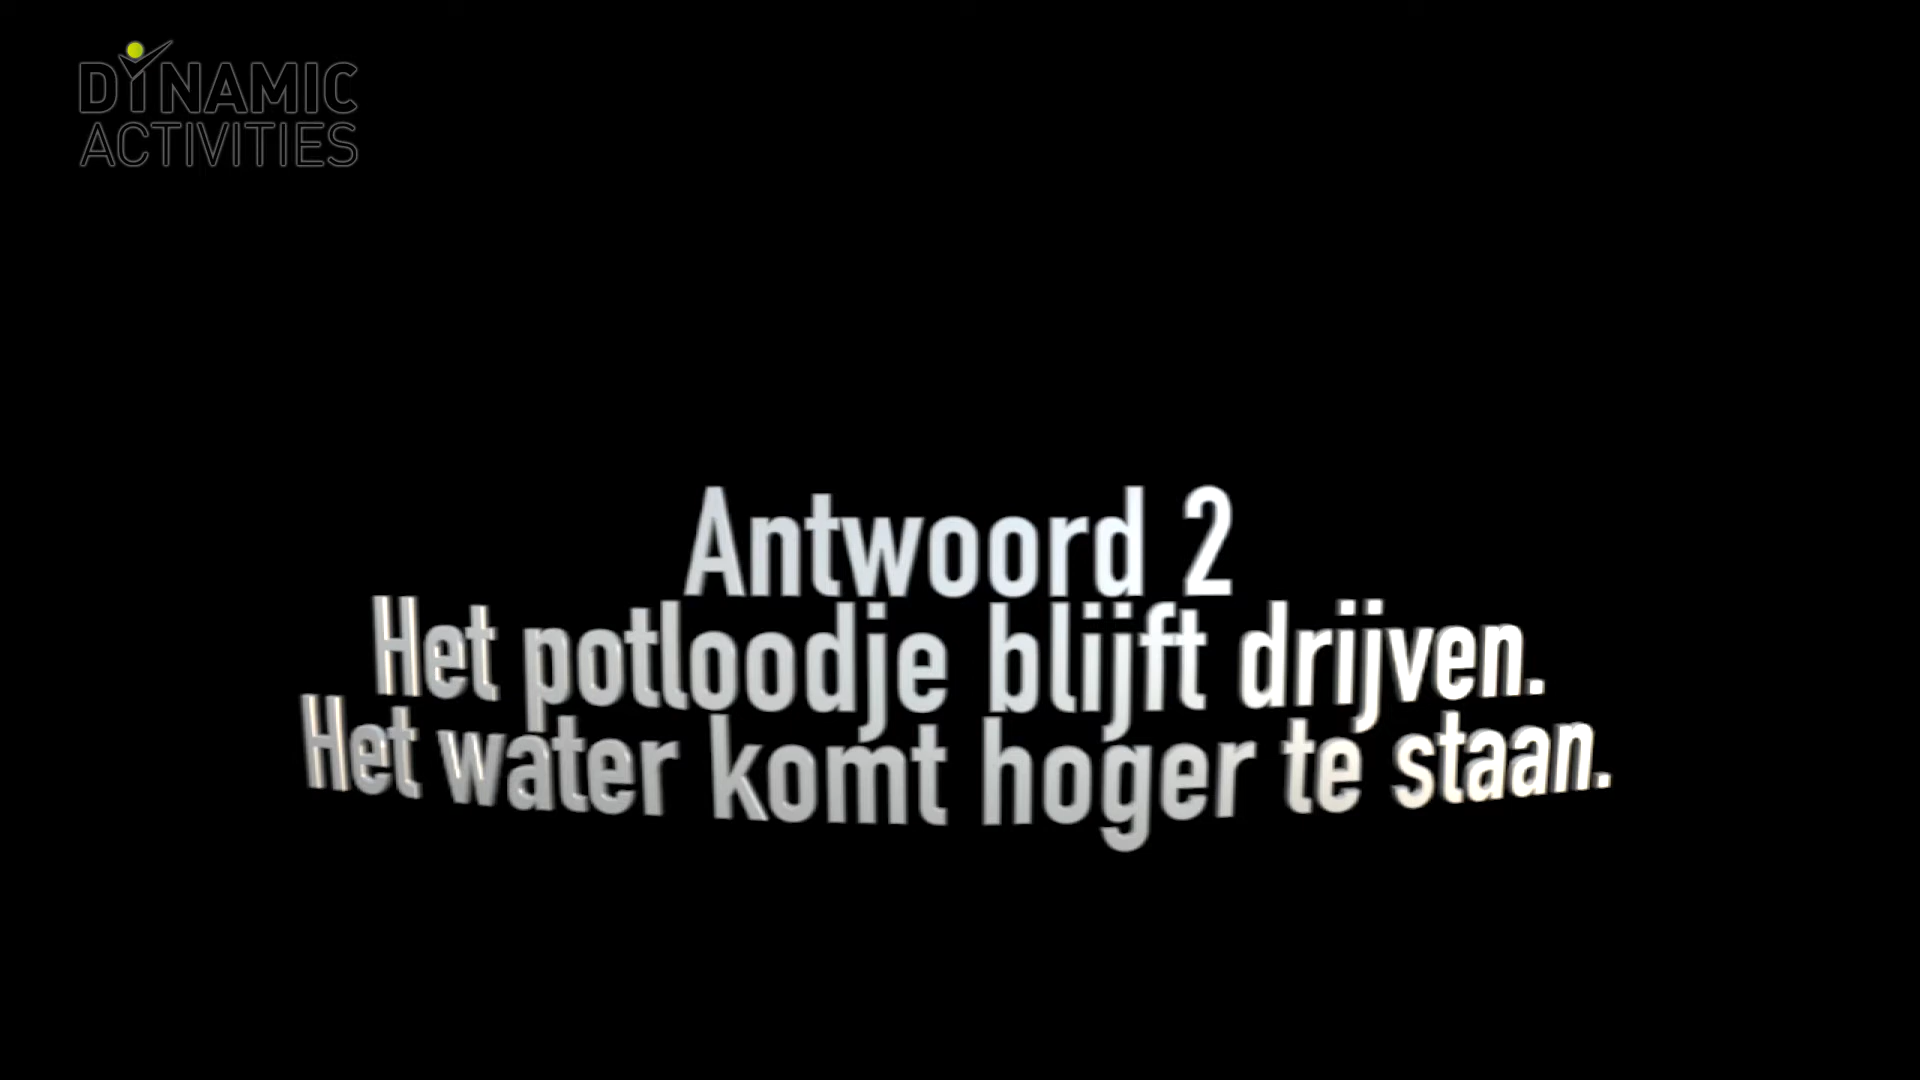 DYNAMIC
ACTIVITIES
Antwoord 2
Het potloodje blijft drijven.
Het water komt hoger te staan.